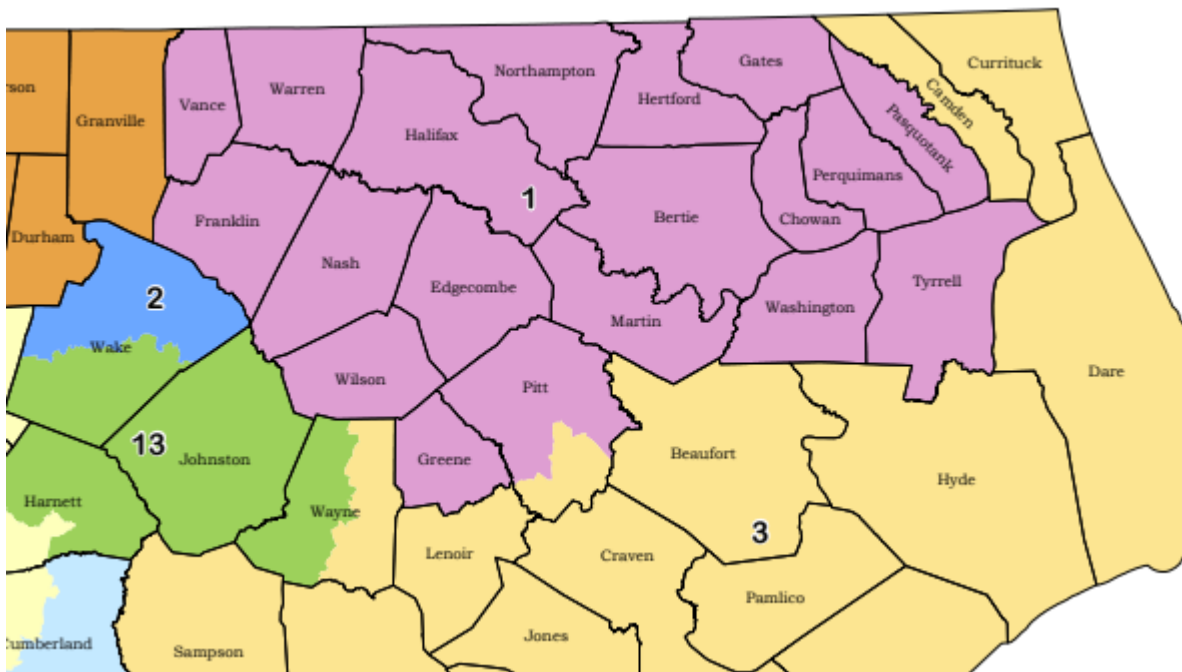 Currituck
Gates
Northampton
Camden
rson
Granville
Vance
Warren
Hertford
Halifax
Pasquotank
Perquimans
1
Bertie
Chowan
Franklin
Durham
Nash
Edgecombe
Tyrrell
2
Washington
Martin
Wake
Dare
Wilson
Pitt
13
Johnston
Greene
Beaufort
Hyde
Harnett
Wayne
3
Lenoir
Craven
Pamlico
Jones
umberland
Sampson